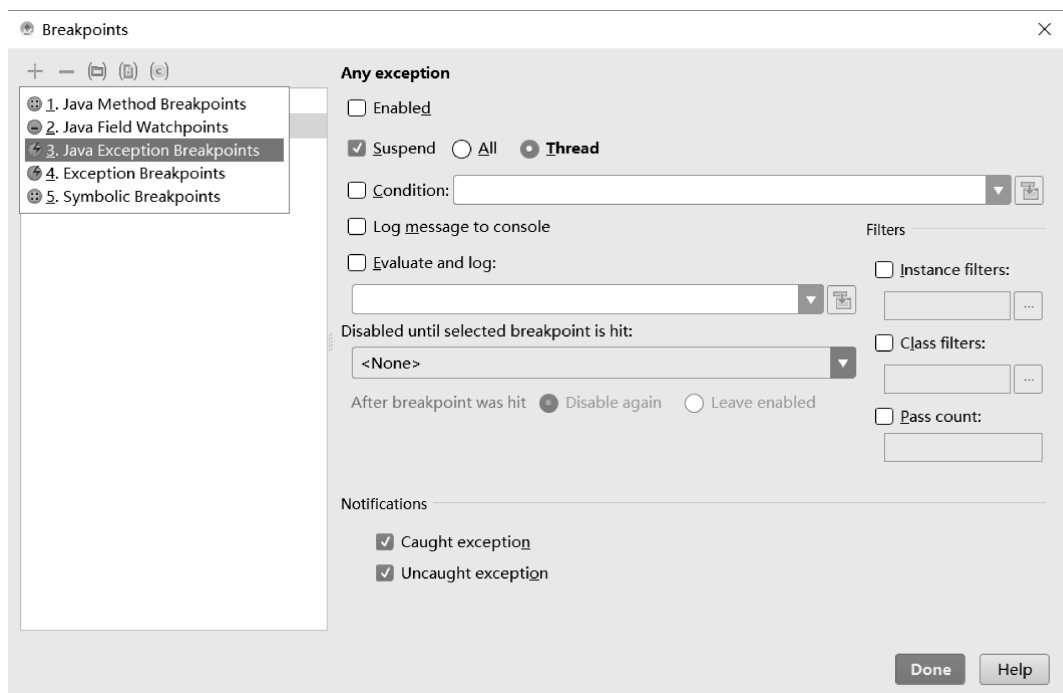 Breakpoints
1. Java Method Breakpoints
2. Java Field Watchpoints
3. Java Exception Breakpoints
4. Exception Breakpoints
5. Symbolic Breakpoints
Any exception
Enabled
Suspend All Thread
Condition:
Log message to console
Evaluate and log:
Disabled until selected breakpoint is hit:
<None>
After breakpoint was hit Disable again Leave enabled
Filters
Instance filters:
...
Class filters:
...
Pass count:
Notifications
Caught exception
Uncaught exception
Done Help